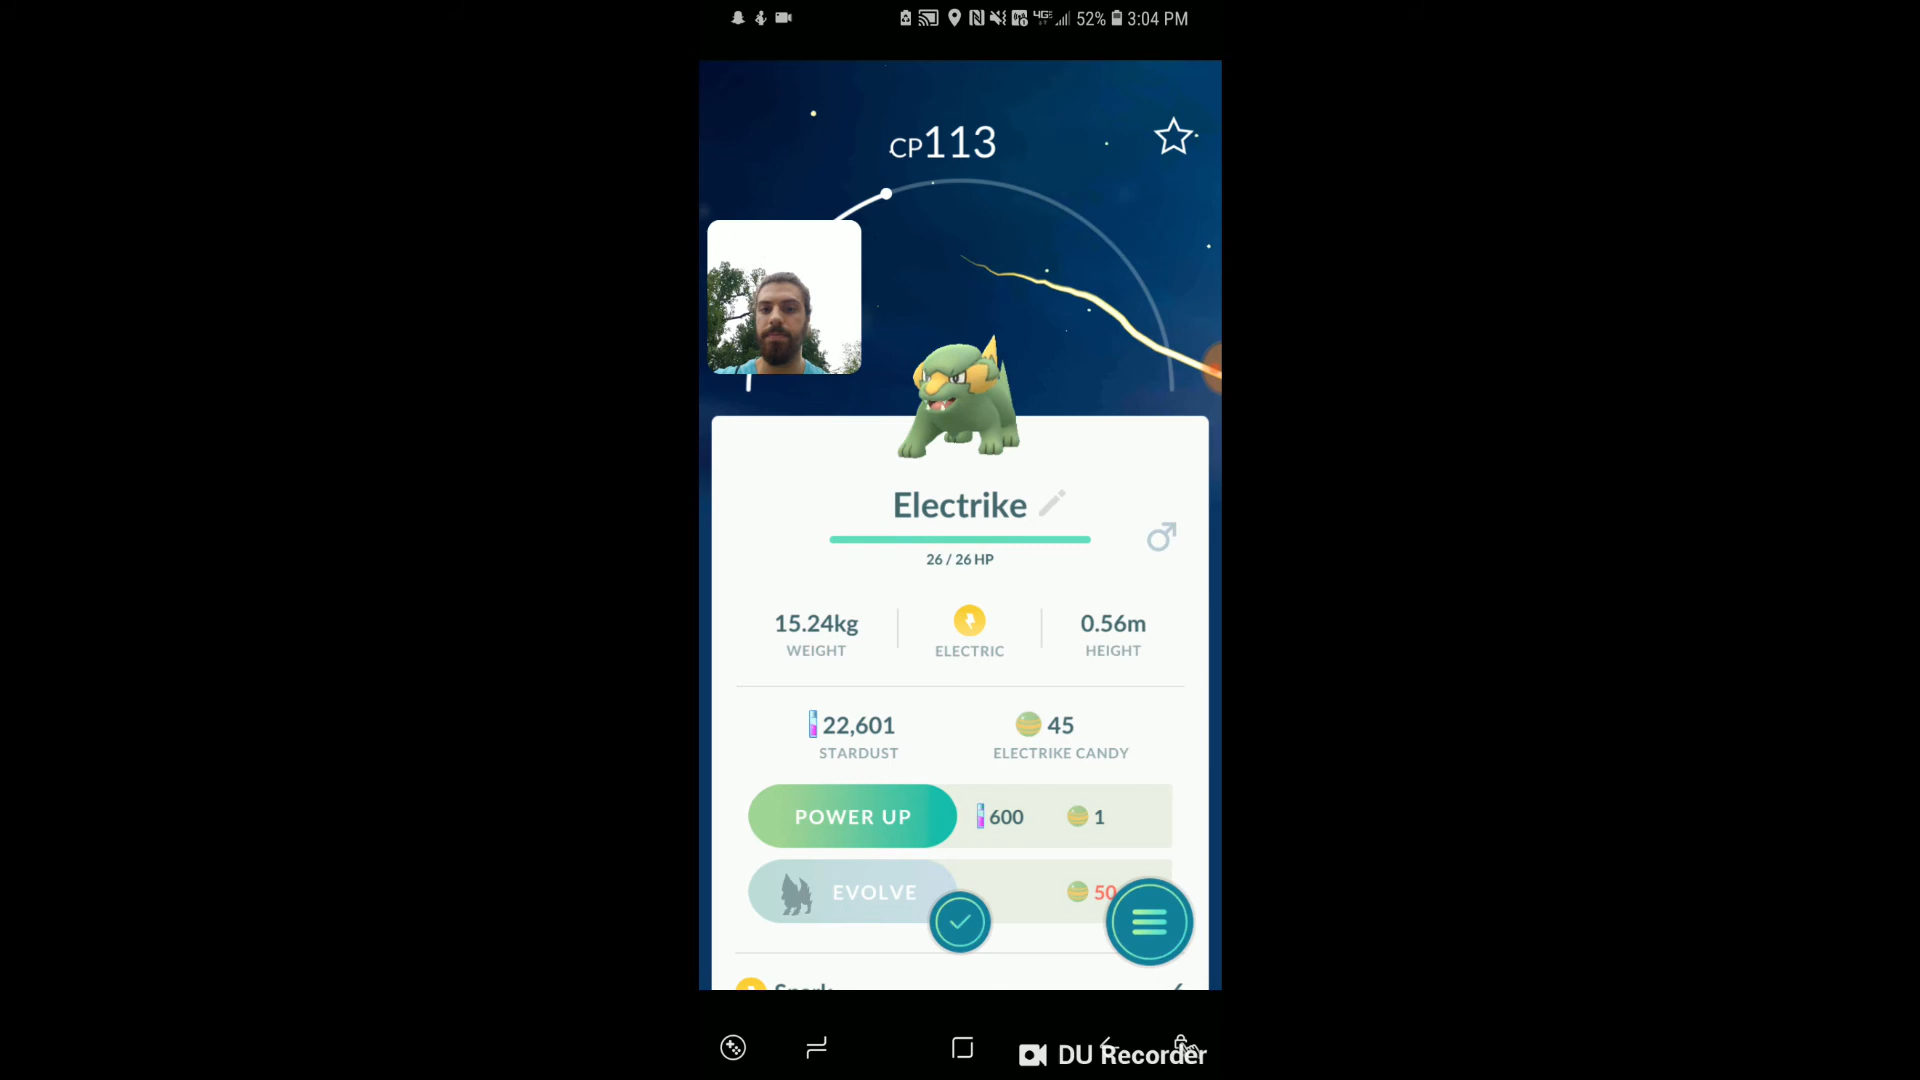 52% 3:04 PM
CP113
Electrike
26 / 26 HP
15.24kg
WEIGHT
ELECTRIC
0.56m
HEIGHT
22,601
STARDUST
45
ELECTRIKE CANDY
POWER UP
600
1
EVOLVE
50
Spark
DU Recorder